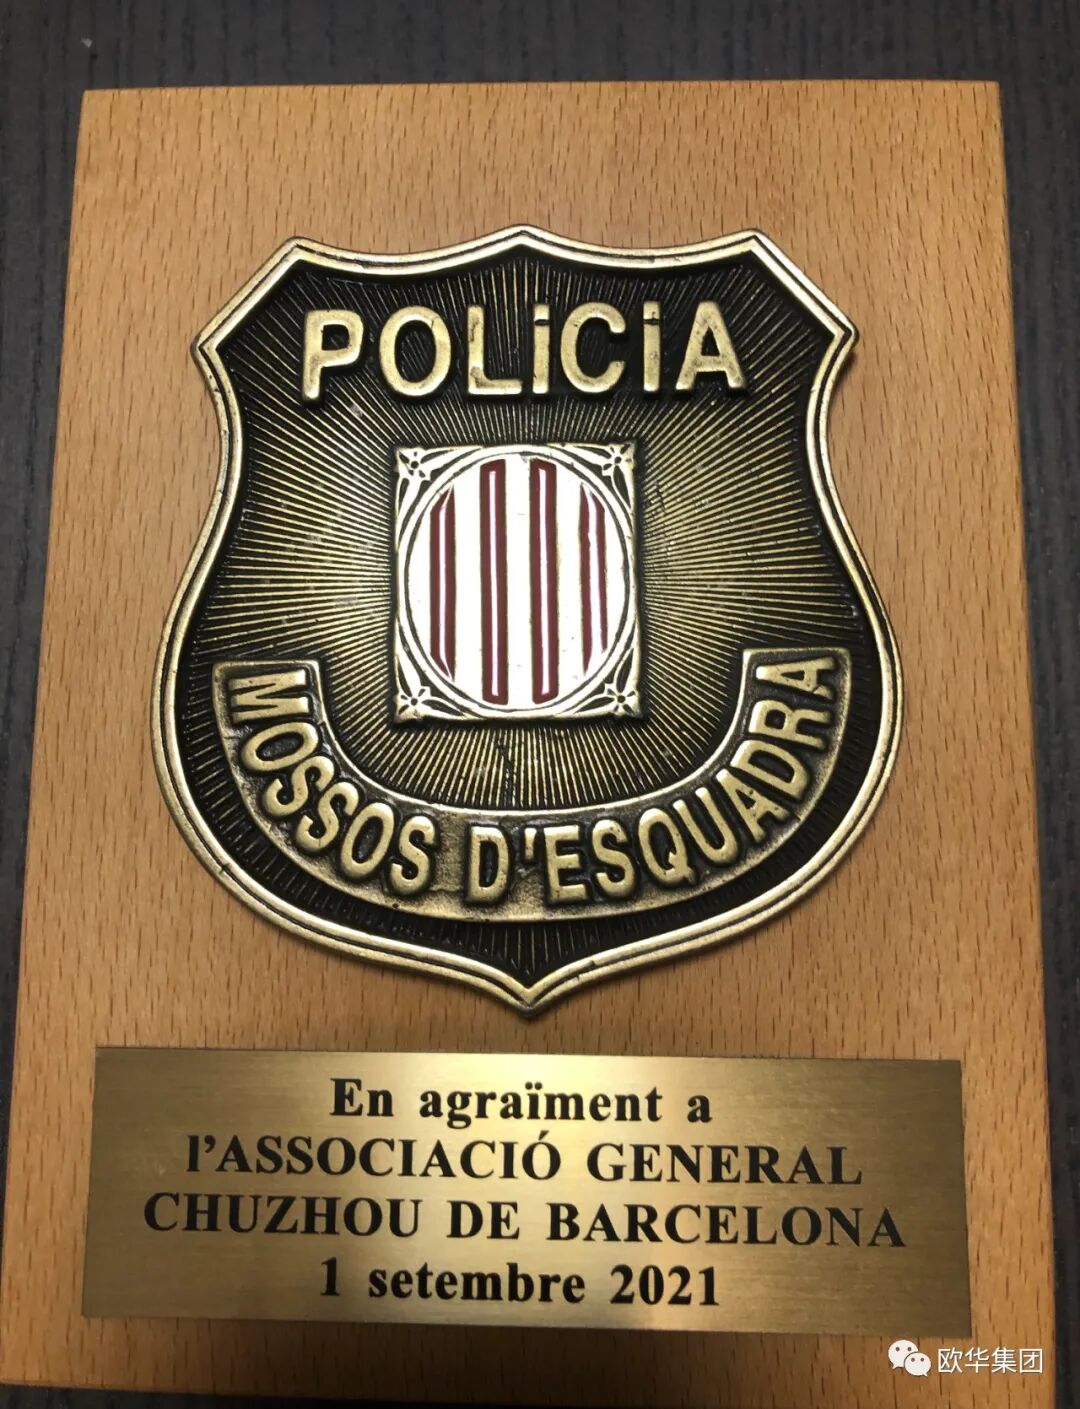 POLiCiA
MOSSOS D'ESQUADRA
En agraïment a
l'ASSOCIACIÓ GENERAL
CHUZHOU DE BARCELONA
1 setembre 2021
欧华集团